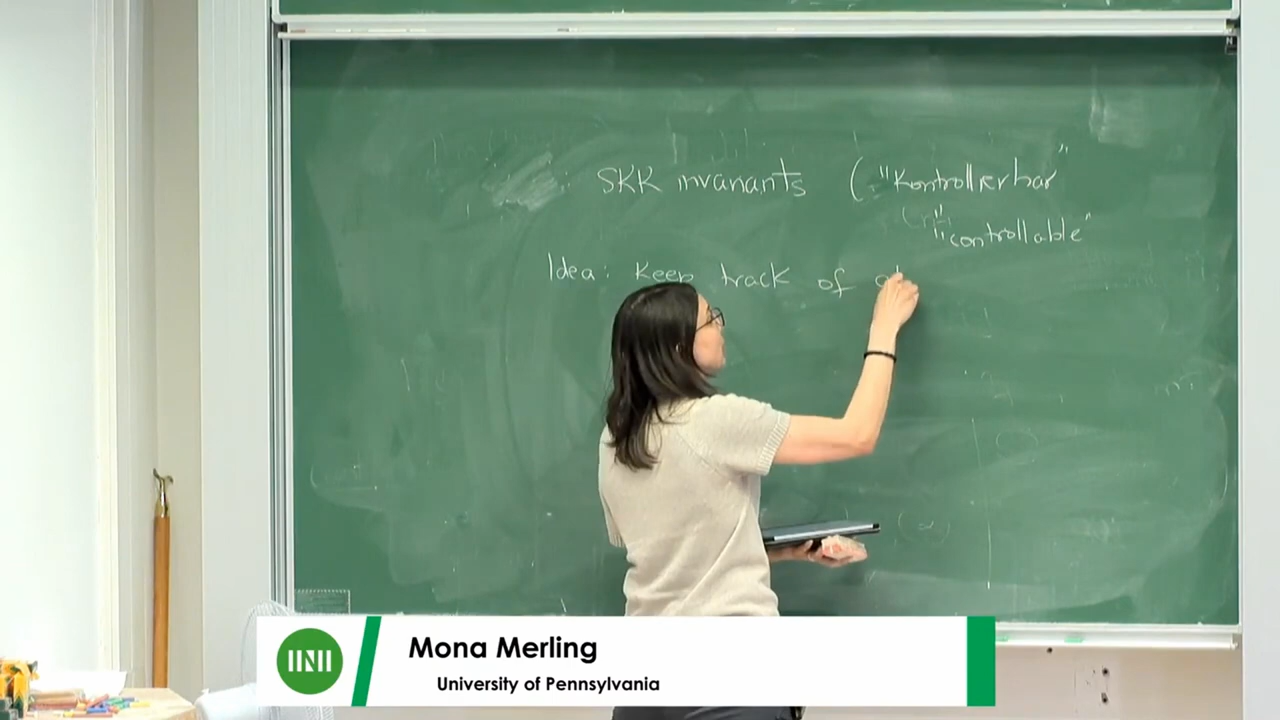 SKK invariants ("Kontrollierbar"
"controllable"
Idea: Keep track of
Mona Merling
University of Pennsylvania